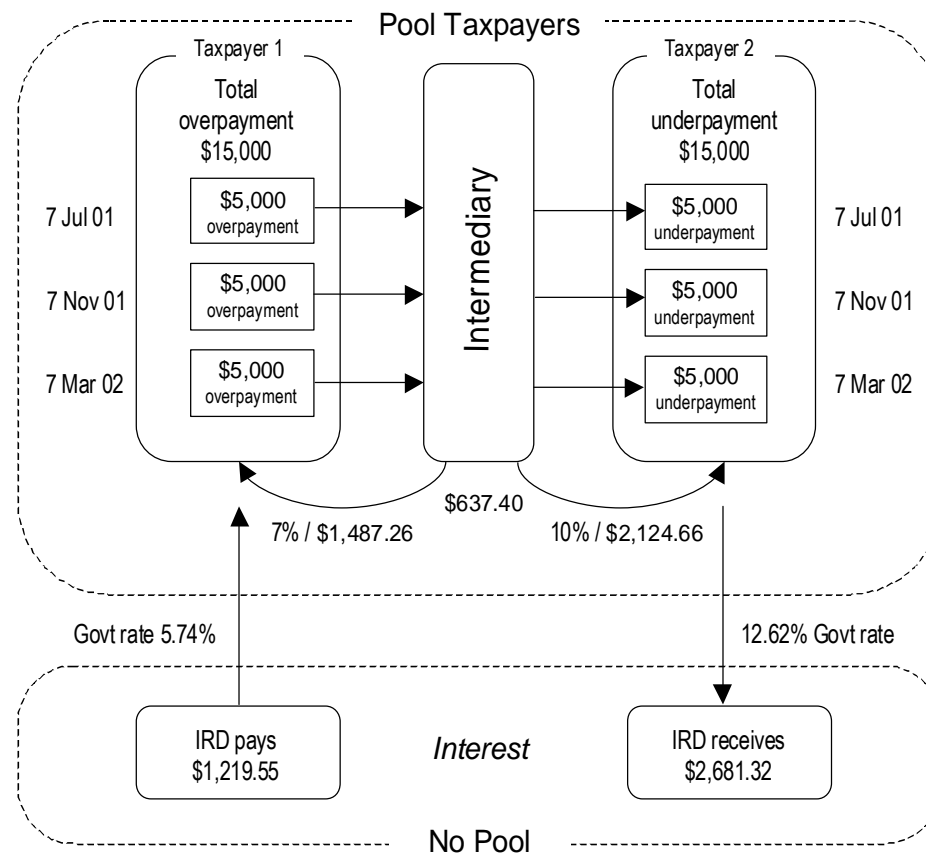 Pool Taxpayers
Taxpayer 1
Total
overpayment
$15,000
7 Jul 01
$5,000
overpayment
7 Nov 01
$5,000
overpayment
7 Mar 02
$5,000
overpayment
Intermediary
Taxpayer 2
Total
underpayment
$15,000
$5,000
underpayment
7 Jul 01
$5,000
underpayment
7 Nov 01
$5,000
underpayment
7 Mar 02
7% / $1,487.26
$637.40
10% / $2,124.66
Govt rate 5.74%
12.62% Govt rate
IRD pays
$1,219.55
Interest
IRD receives
$2,681.32
No Pool